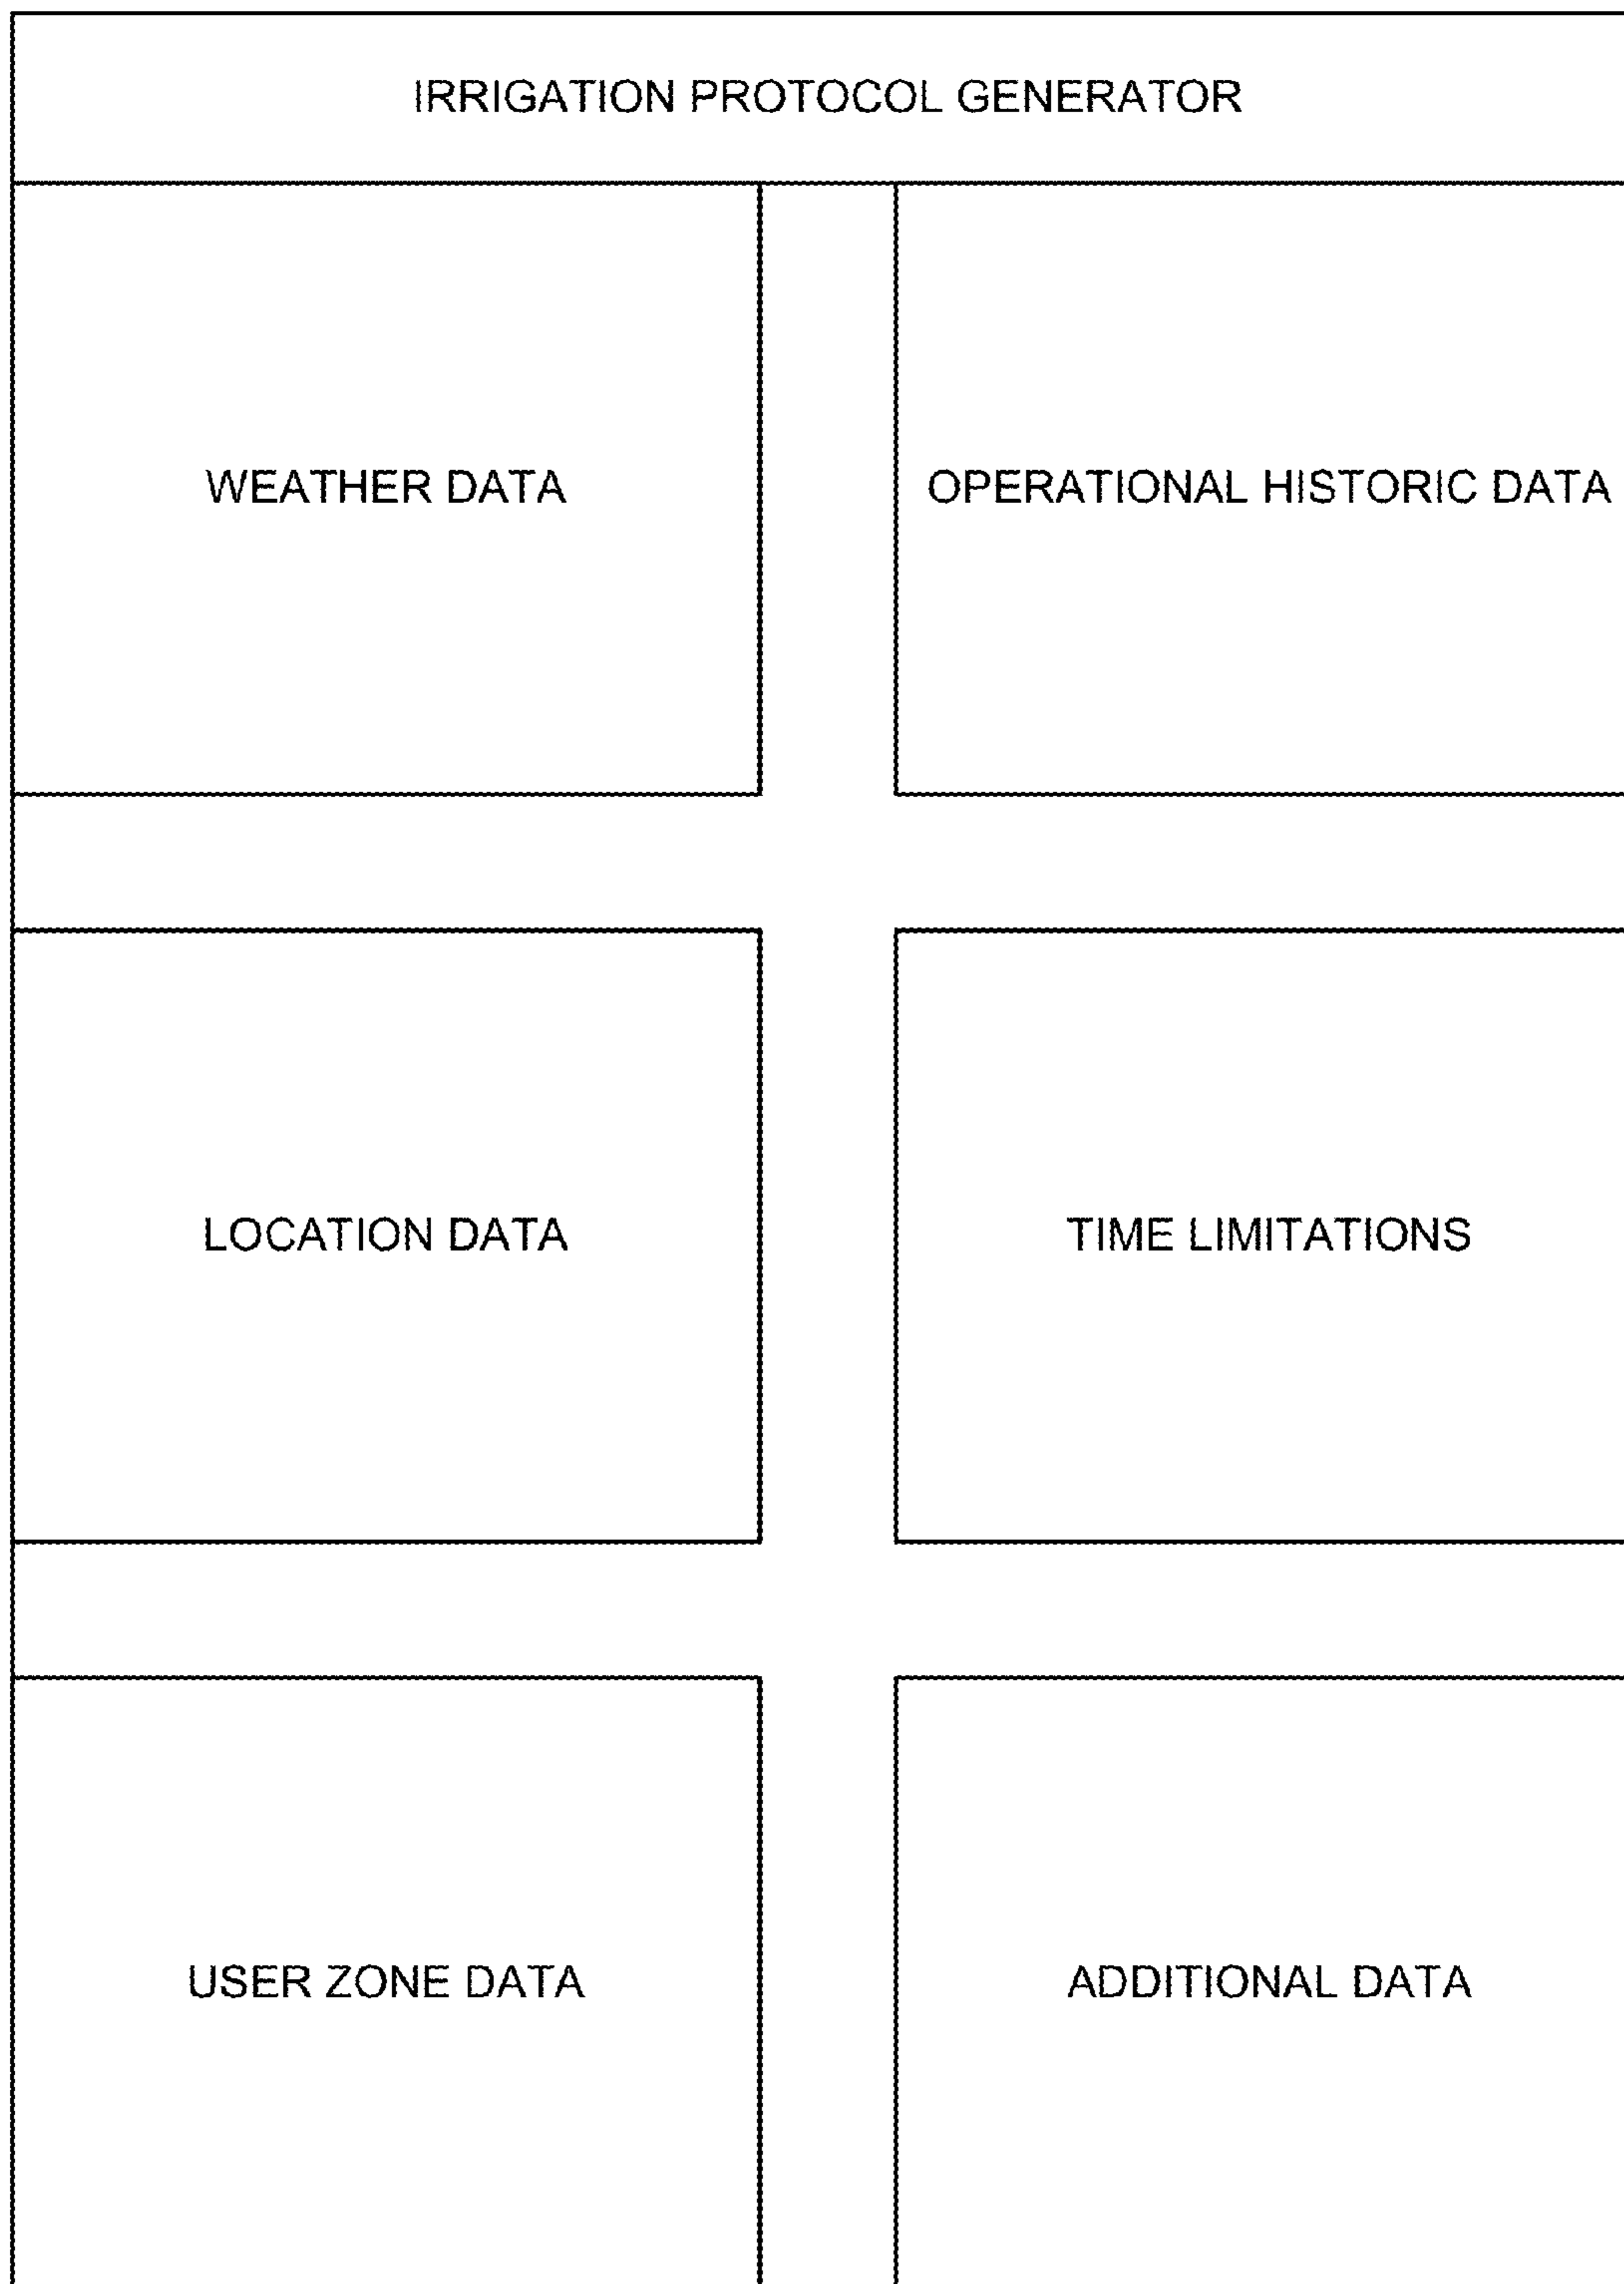 IRRIGATION PROTOCOL GENERATOR
WEATHER DATA
OPERATIONAL HISTORIC DATA
LOCATION DATA
TIME LIMITATIONS
USER ZONE DATA
ADDITIONAL DATA